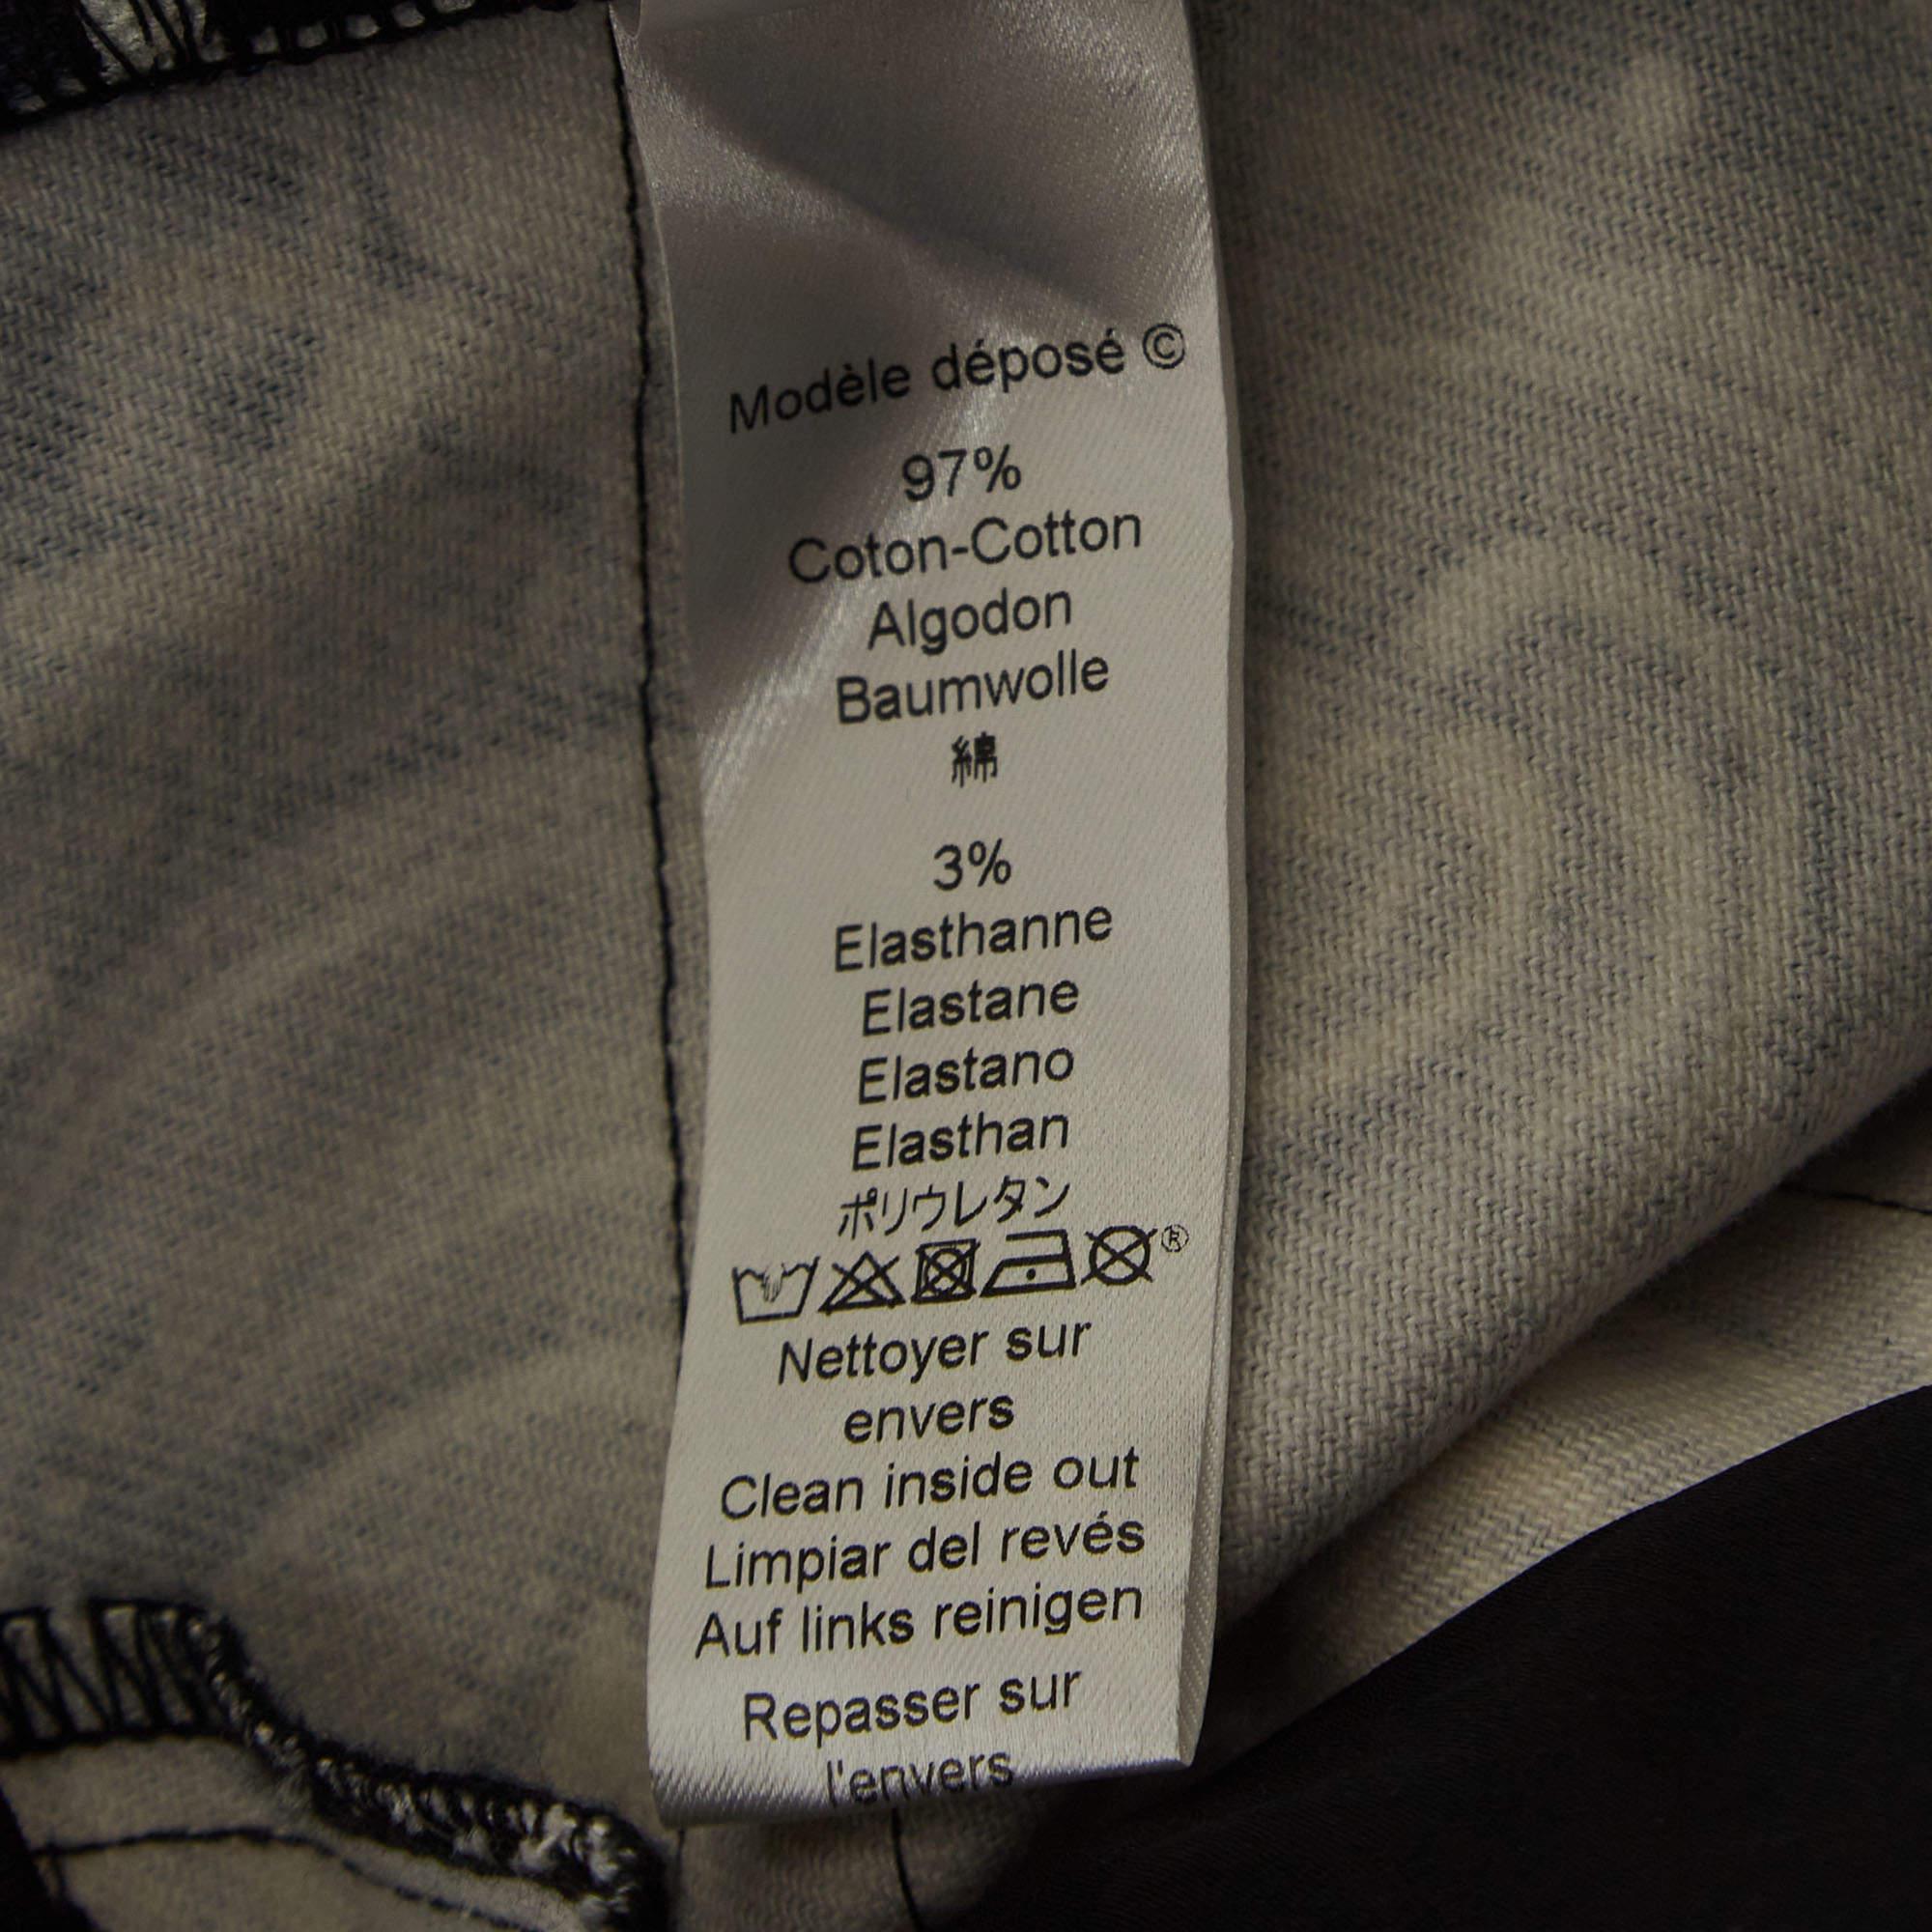 Modèle déposé ©
97%
Coton-Cotton
Algodon
Baumwolle
綿
3%
Elasthanne
Elastane
Elastano
Elasthan
ポリウレタン
®
Nettoyer sur
envers
Clean inside out
Limpiar del revés
Auf links reinigen
Repasser sur
l'envers